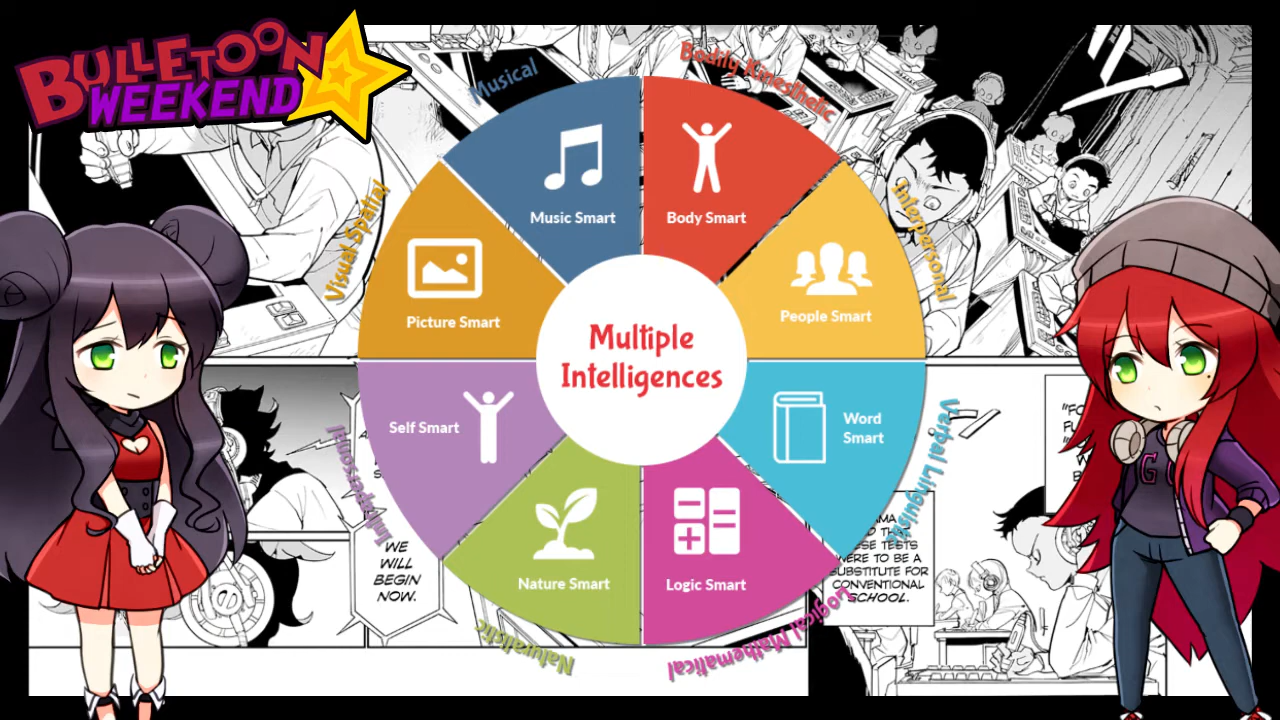 BULLETOON
WEEKEND
Musical
Bodily Kinesthetic
Visual Spatial
Interpersonal
Music Smart
Body Smart
Picture Smart
People Smart
Multiple
Intelligences
Self Smart
Word
Smart
Verbal Linguistic
Intrapersonal
Nature Smart
Logic Smart
Naturalistic
Logical Mathematical
WE
WILL
BEGIN
NOW.
TESTS
WERE TO BE A
SUBSTITUTE FOR
CONVENTIONAL
SCHOOL.